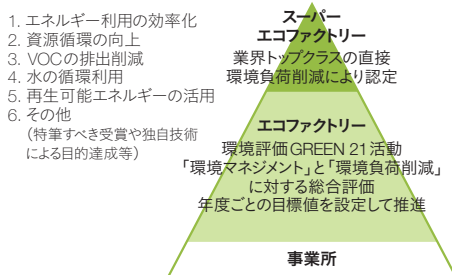 1. エネルギー利用の効率化
2. 資源循環の向上
3. VOCの排出削減
4. 水の循環利用
5. 再生可能エネルギーの活用
6. その他
（特筆すべき受賞や独自技術
による目的達成等）
スーパー
エコファクトリー
業界トップクラスの直接
環境負荷削減により認定
エコファクトリー
環境評価GREEN 21活動
「環境マネジメント」と「環境負荷削減」
に対する総合評価
年度ごとの目標値を設定して推進
事業所